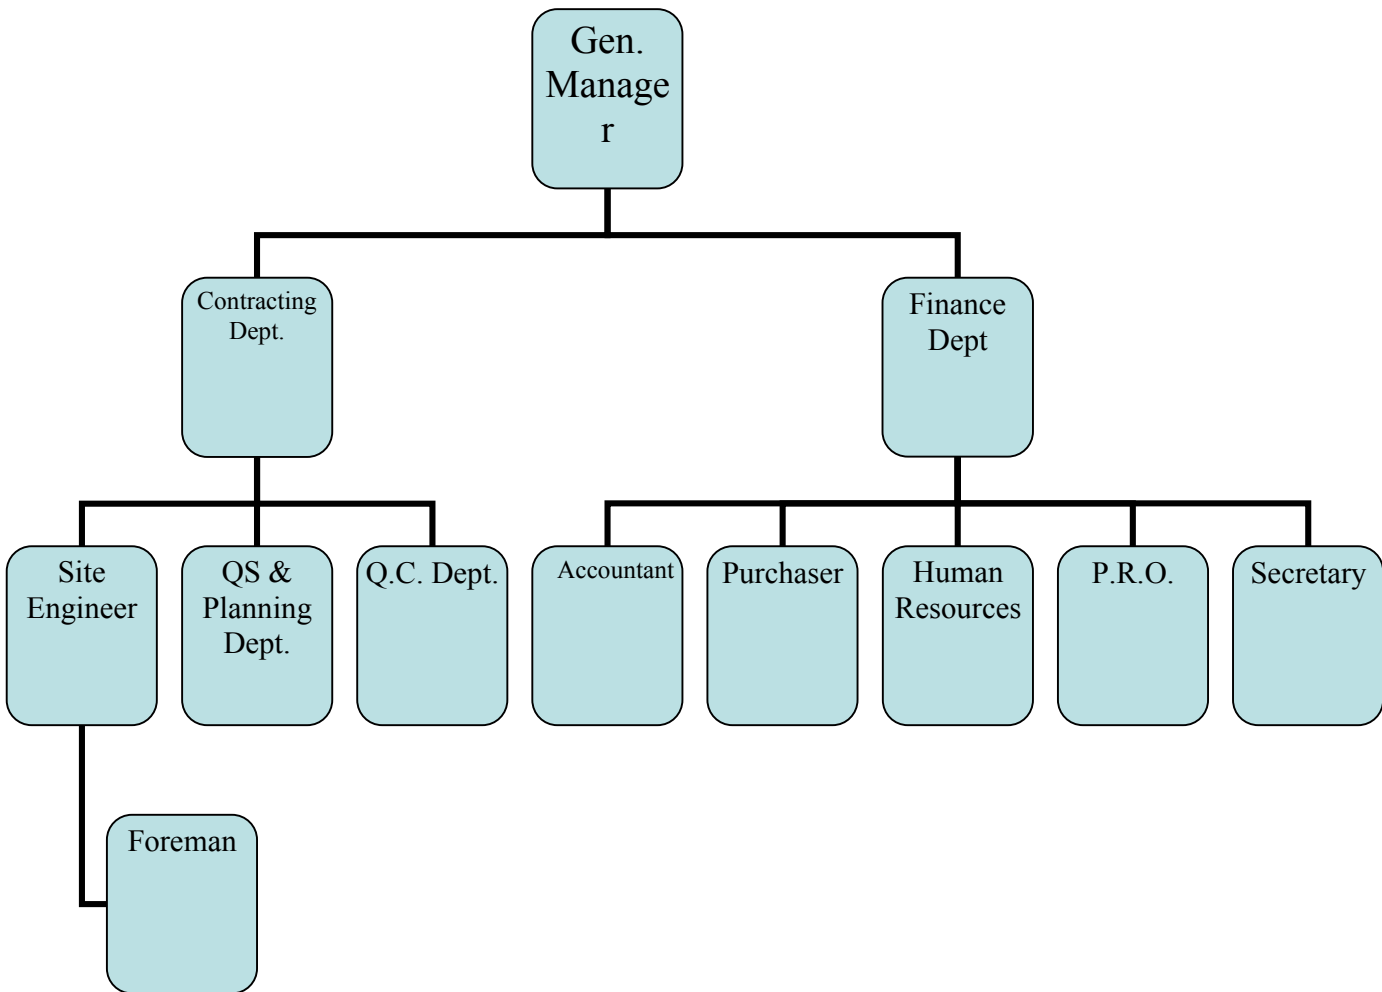 Gen.
Manage
r
Contracting
Dept.
Finance
Dept
Site
Engineer
QS &
Planning
Dept.
Q.C. Dept.
Accountant
Purchaser
Human
Resources
P.R.O.
Secretary
Foreman